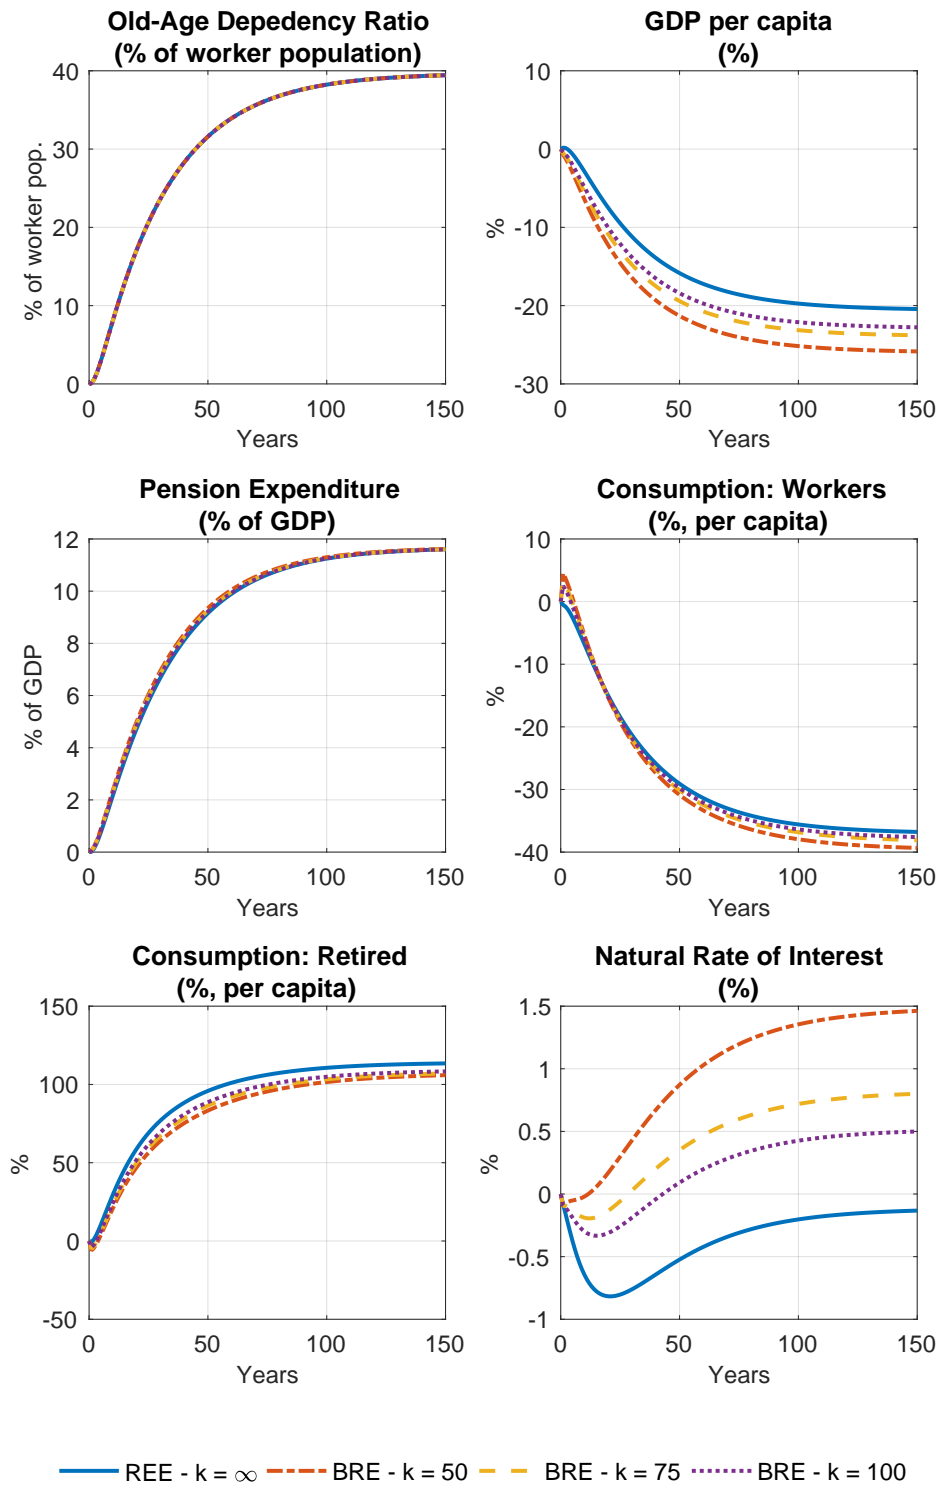 Old-Age Depedency Ratio
(% of worker population)
40
30
20
10
0
% of worker pop.
0 50 100 150
Years
GDP per capita
(%)
10
0
-10
-20
-30
%
0 50 100 150
Years
Pension Expenditure
(% of GDP)
12
10
8
6
4
2
0
% of GDP
0 50 100 150
Years
Consumption: Workers
(%, per capita)
10
0
-10
-20
-30
-40
%
0 50 100 150
Years
Consumption: Retired
(%, per capita)
150
100
50
0
-50
%
0 50 100 150
Years
Natural Rate of Interest
(%)
1.5
1
0.5
0
-0.5
-1
%
0 50 100 150
Years
REE - k = ∞ BRE - k = 50 BRE - k = 75 BRE - k = 100